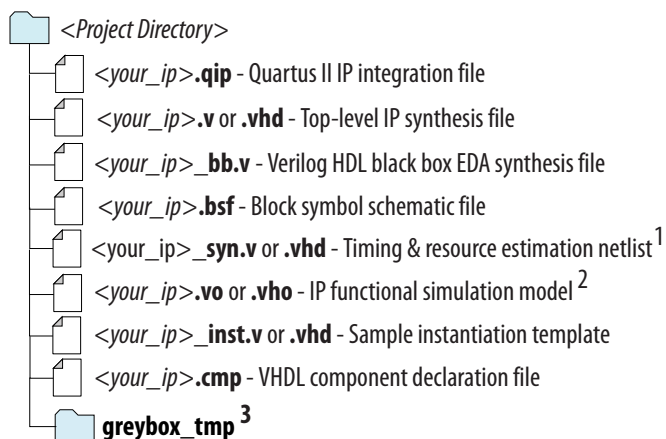 <Project Directory>
<your_ip>.qip - Quartus II IP integration file
<your_ip>.v or .vhd - Top-level IP synthesis file
<your_ip>_bb.v - Verilog HDL black box EDA synthesis file
<your_ip>.bsf - Block symbol schematic file
<your_ip>_syn.v or .vhd - Timing & resource estimation netlist 1
<your_ip>.vo or .vho - IP functional simulation model 2
<your_ip>_inst.v or .vhd - Sample instantiation template
<your_ip>.cmp - VHDL component declaration file
greybox_tmp 3